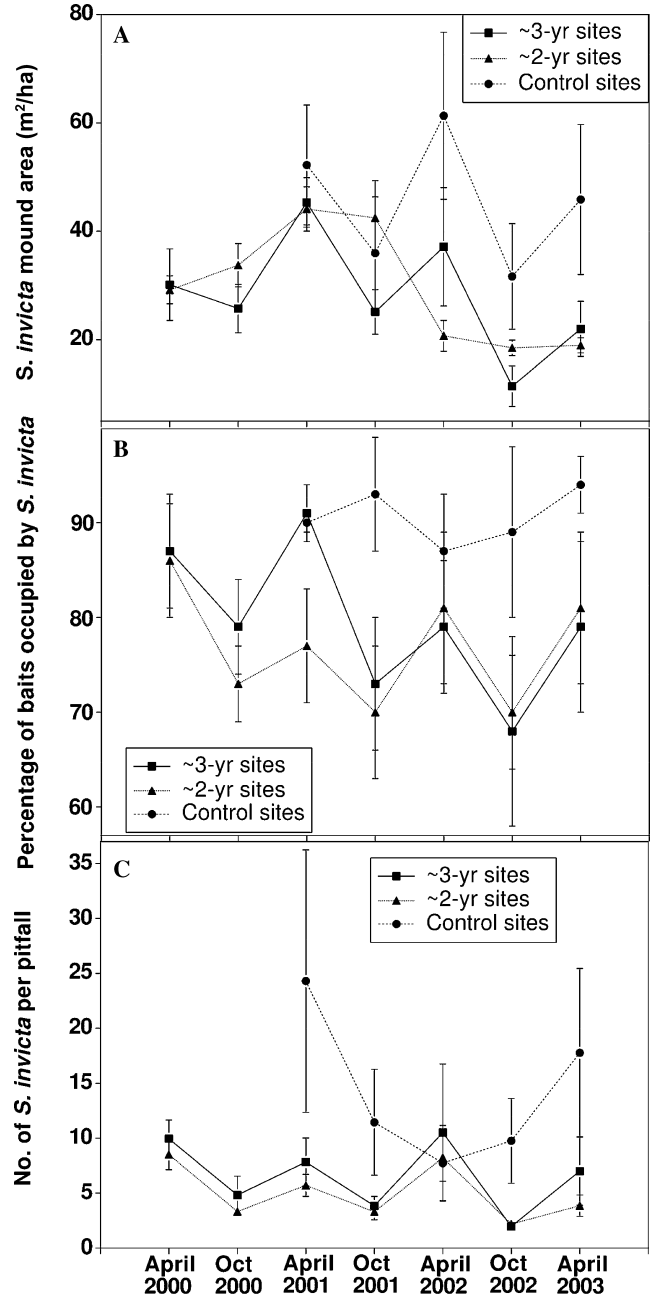 A
~3-yr sites
~2-yr sites
Control sites
80
60
40
20
S. invicta mound area (m²/ha)
B
90
80
70
60
Percentage of baits occupied by S. invicta
~3-yr sites
~2-yr sites
Control sites
C
~3-yr sites
~2-yr sites
Control sites
35
30
25
20
15
10
5
0
No. of S. invicta per pitfall
April Oct April Oct April Oct April
2000 2000 2001 2001 2002 2002 2003